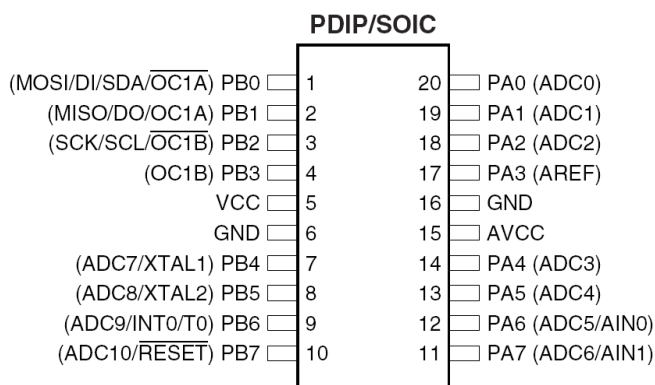 PDIP/SOIC
(MOSI/DI/SDA/OC1A) PB0 1 20 PA0 (ADC0)
(MISO/DO/OC1A) PB1 2 19 PA1 (ADC1)
(SCK/SCL/OC1B) PB2 3 18 PA2 (ADC2)
(OC1B) PB3 4 17 PA3 (AREF)
VCC 5 16 GND
GND 6 15 AVCC
(ADC7/XTAL1) PB4 7 14 PA4 (ADC3)
(ADC8/XTAL2) PB5 8 13 PA5 (ADC4)
(ADC9/INT0/T0) PB6 9 12 PA6 (ADC5/AIN0)
(ADC10/RESET) PB7 10 11 PA7 (ADC6/AIN1)